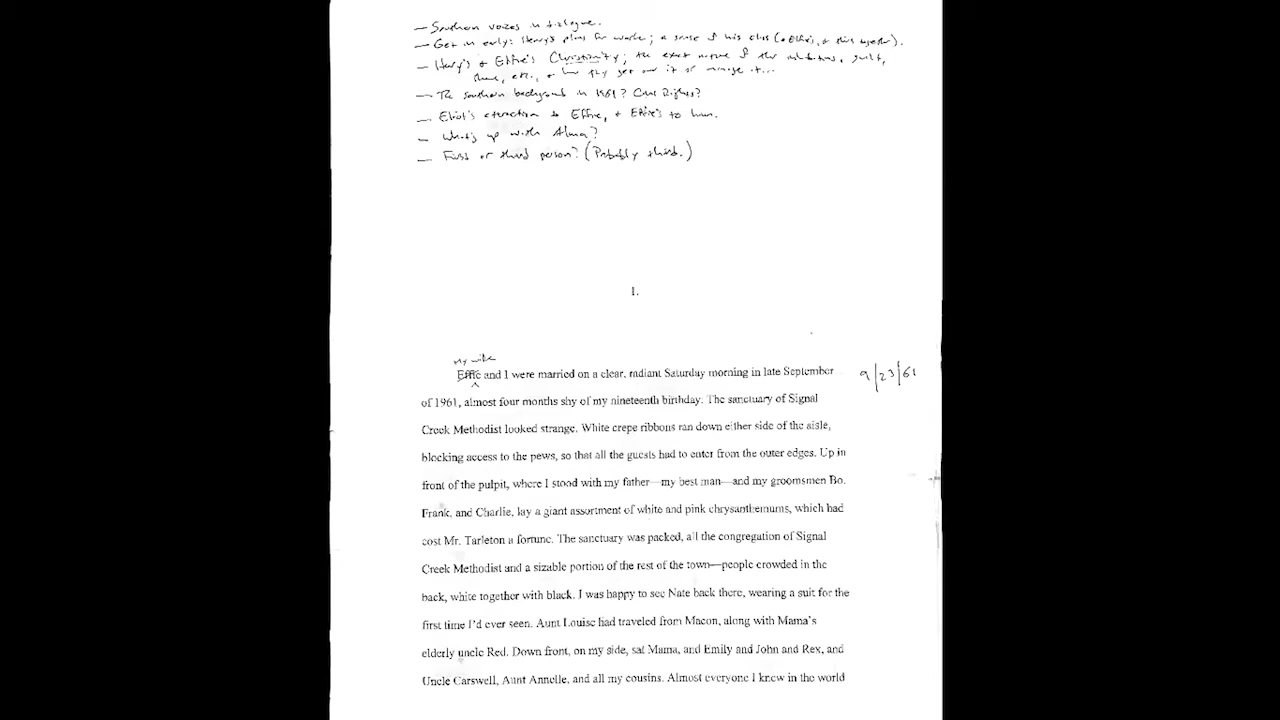 — Southern voices in dialogue.
— Get in early: Henry's plans for work; a sense of his class (+ Effie's, + this together).
— Henry's + Effie's Christianity; the exact nature of their inhibitions, guilt,
shame, etc., + how they get over it or manage it...
— The southern background in 1961? Civil Rights?
— Eliot's attraction to Effie, + Effie's to him.
— What's up with Alma?
— First or third person? (Probably third.)
1.
My wife
Effie and I were married on a clear, radiant Saturday morning in late September
9/23/61
of 1961, almost four months shy of my nineteenth birthday. The sanctuary of Signal
Creek Methodist looked strange. White crepe ribbons ran down either side of the aisle,
blocking access to the pews, so that all the guests had to enter from the outer edges. Up in
front of the pulpit, where I stood with my father—my best man—and my groomsmen Bo,
Frank, and Charlie, lay a giant assortment of white and pink chrysanthemums, which had
cost Mr. Tarleton a fortune. The sanctuary was packed, all the congregation of Signal
Creek Methodist and a sizable portion of the rest of the town—people crowded in the
back, white together with black. I was happy to see Nate back there, wearing a suit for the
first time I'd ever seen. Aunt Louise had traveled from Macon, along with Mama's
elderly uncle Red. Down front, on my side, sat Mama, and Emily and John and Rex, and
Uncle Carswell, Aunt Annelle, and all my cousins. Almost everyone I knew in the world